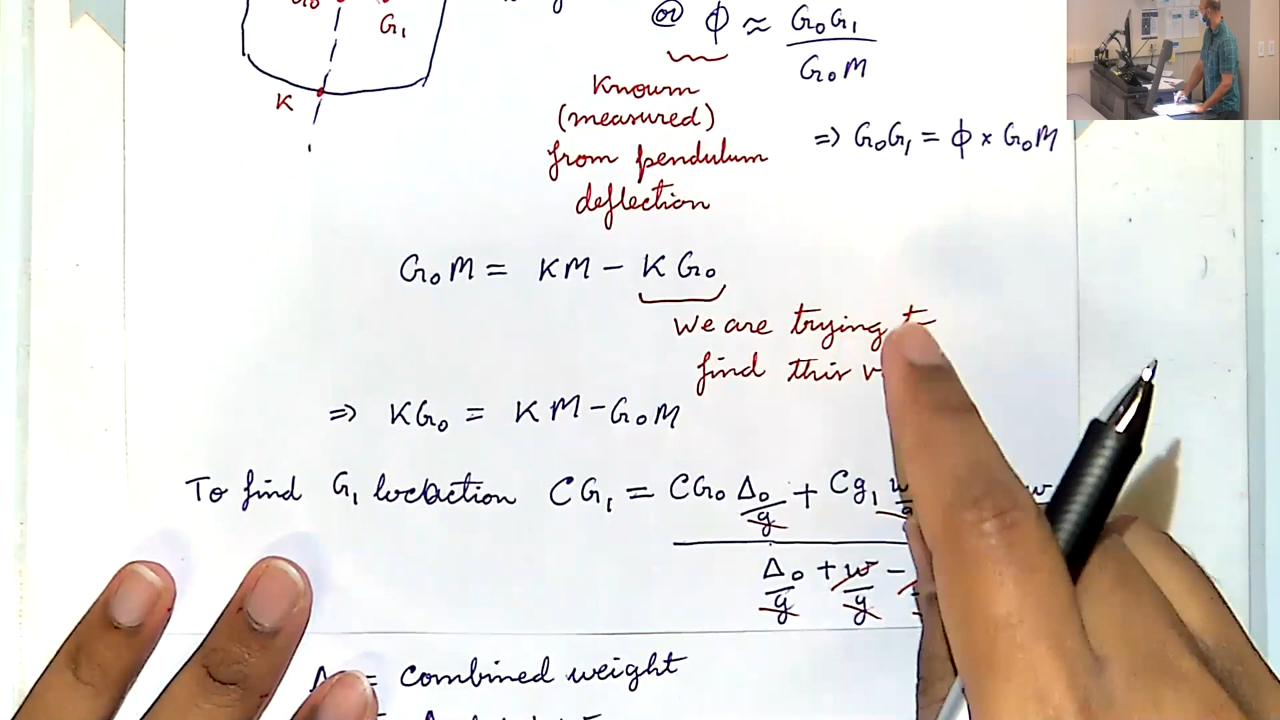 G₁
K
or φ ≈ G₀G₁ / G₀M
Known
(measured)
from pendulum
deflection
⇒ G₀G₁ = φ × G₀M
G₀M = KM − KG₀
We are trying to
find this
⇒ KG₀ = KM − G₀M
To find G₁ location CG₁ = CG₀ Δ₀/g + Cg₁ w
Δ₀/g + w/g −
= combined weight